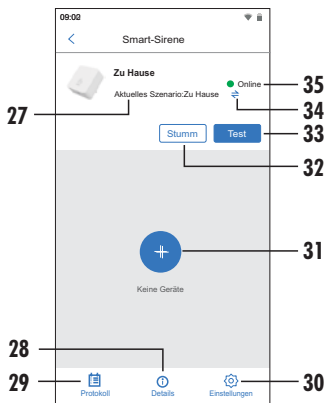 09:02
Smart-Sirene
Zu Hause
Online
35
Aktuelles Szenario:Zu Hause
34
27
Stumm
Test
33
32
31
Keine Geräte
28
29
Protokoll
Details
Einstellungen
30